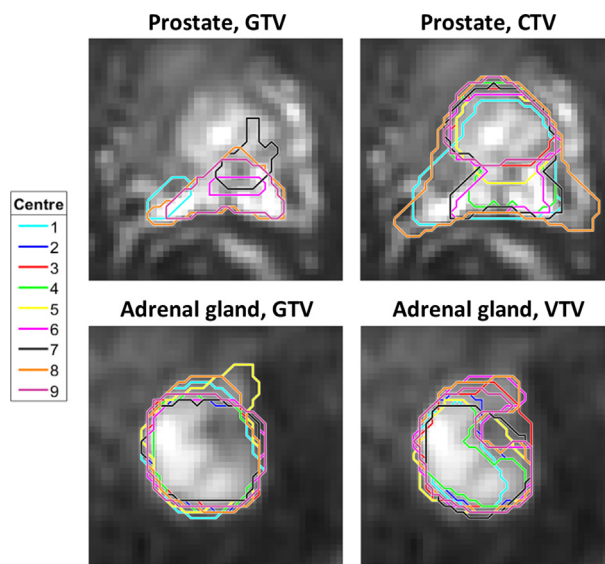 Prostate, GTV
Prostate, CTV
Centre
1
2
3
4
5
6
7
8
9
Adrenal gland, GTV
Adrenal gland, VTV